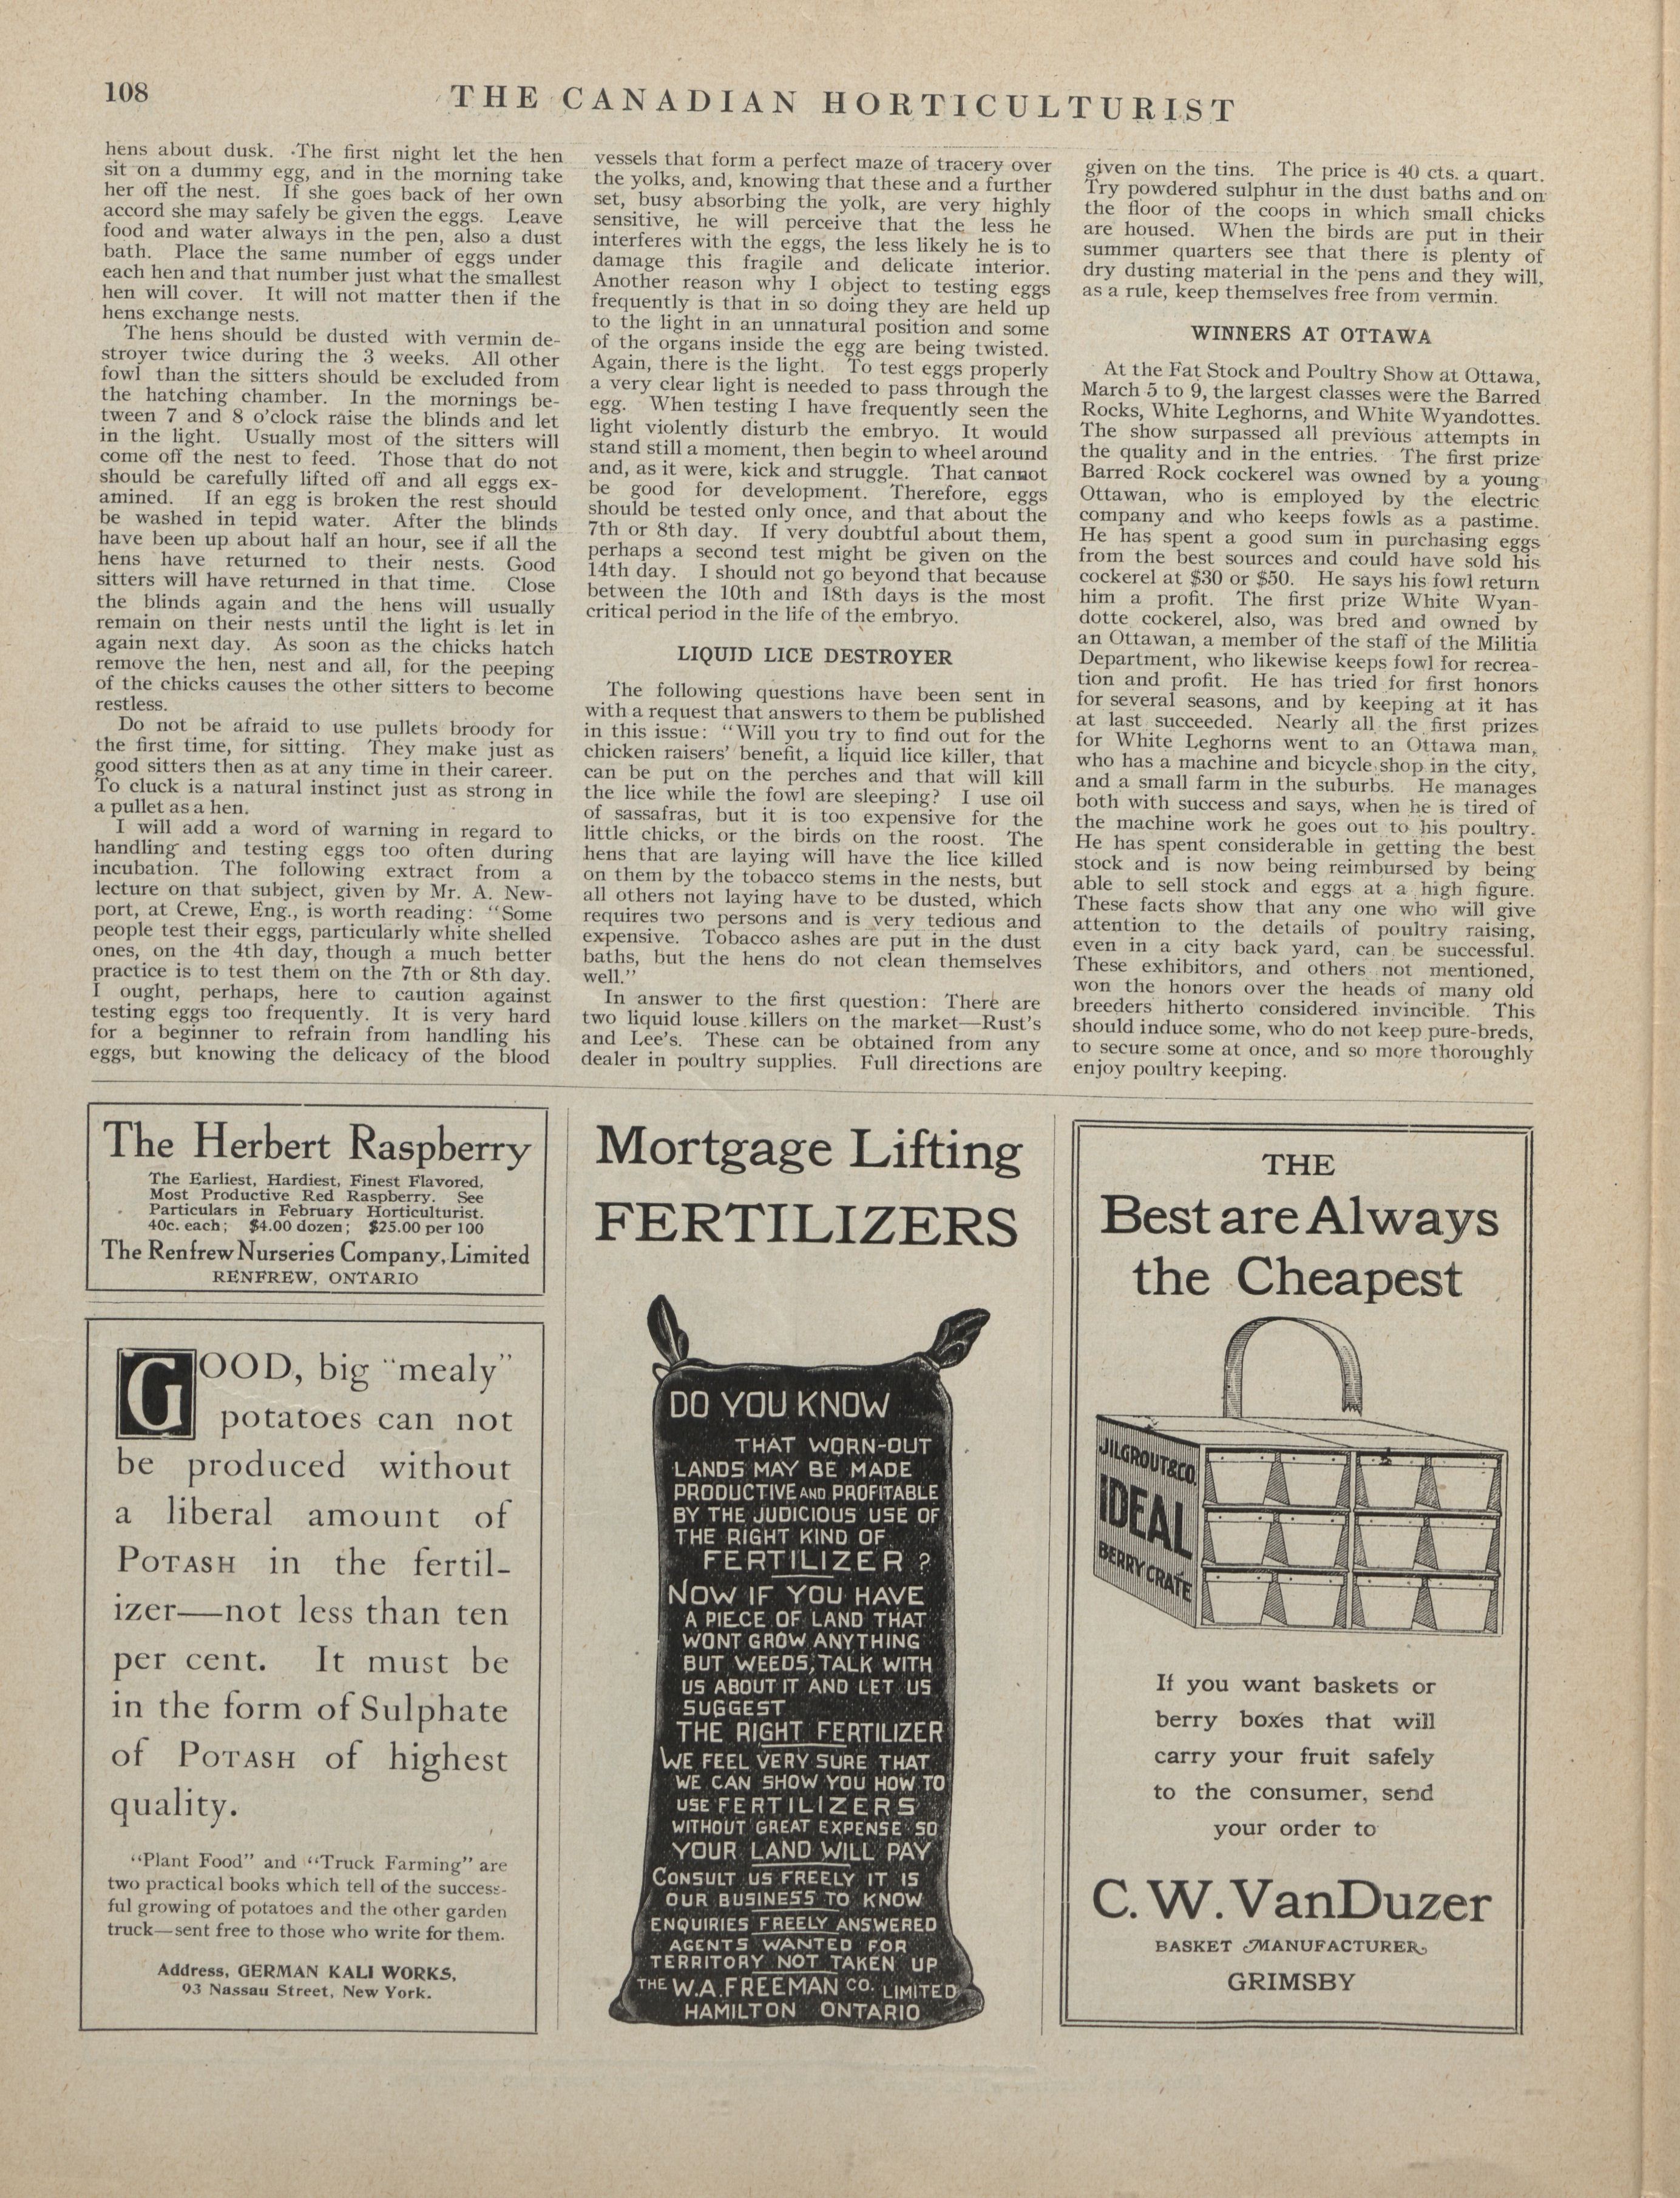 108
THE CANADIAN HORTICULTURIST
hens about dusk. The first night let the hen
sit on a dummy egg, and in the morning take
her off the nest. If she goes back of her own
accord she may safely be given the eggs. Leave
food and water always in the pen, also a dust
bath. Place the same number of eggs under
each hen and that number just what the smallest
hen will cover. It will not matter then if the
hens exchange nests.
The hens should be dusted with vermin de-
stroyer twice during the 3 weeks. All other
fowl than the sitters should be excluded from
the hatching chamber. In the mornings be-
tween 7 and 8 o'clock raise the blinds and let
in the light. Usually most of the sitters will
come off the nest to feed. Those that do not
should be carefully lifted off and all eggs ex-
amined. If an egg is broken the rest should
be washed in tepid water. After the blinds
have been up about half an hour, see if all the
hens have returned to their nests. Good
sitters will have returned in that time. Close
the blinds again and the hens will usually
remain on their nests until the light is let in
again next day. As soon as the chicks hatch
remove the hen, nest and all, for the peeping
of the chicks causes the other sitters to become
restless.
Do not be afraid to use pullets broody for
the first time, for sitting. They make just as
good sitters then as at any time in their career.
To cluck is a natural instinct just as strong in
a pullet as a hen.
I will add a word of warning in regard to
handling and testing eggs too often during
incubation. The following extract from a
lecture on that subject, given by Mr. A. New-
port, at Crewe, Eng., is worth reading: "Some
people test their eggs, particularly white shelled
ones, on the 4th day, though a much better
practice is to test them on the 7th or 8th day.
I ought, perhaps, here to caution against
testing eggs too frequently. It is very hard
for a beginner to refrain from handling his
eggs, but knowing the delicacy of the blood
vessels that form a perfect maze of tracery over
the yolks, and, knowing that these and a further
set, busy absorbing the yolk, are very highly
sensitive, he will perceive that the less he
interferes with the eggs, the less likely he is to
damage this fragile and delicate interior.
Another reason why I object to testing eggs
frequently is that in so doing they are held up
to the light in an unnatural position and some
of the organs inside the egg are being twisted.
Again, there is the light. To test eggs properly
a very clear light is needed to pass through the
egg. When testing I have frequently seen the
light violently disturb the embryo. It would
stand still a moment, then begin to wheel around
and, as it were, kick and struggle. That cannot
be good for development. Therefore, eggs
should be tested only once, and that about the
7th or 8th day. If very doubtful about them,
perhaps a second test might be given on the
14th day. I should not go beyond that because
between the 10th and 18th days is the most
critical period in the life of the embryo.
LIQUID LICE DESTROYER
The following questions have been sent in
with a request that answers to them be published
in this issue: "Will you try to find out for the
chicken raisers' benefit, a liquid lice killer, that
can be put on the perches and that will kill
the lice while the fowl are sleeping? I use oil
of sassafras, but it is too expensive for the
little chicks, or the birds on the roost. The
hens that are laying will have the lice killed
on them by the tobacco stems in the nests, but
all others not laying have to be dusted, which
requires two persons and is very tedious and
expensive. Tobacco ashes are put in the dust
baths, but the hens do not clean themselves
well."
In answer to the first question: There are
two liquid louse killers on the market—Rust's
and Lee's. These can be obtained from any
dealer in poultry supplies. Full directions are
given on the tins. The price is 40 cts. a quart.
Try powdered sulphur in the dust baths and on
the floor of the coops in which small chicks
are housed. When the birds are put in their
summer quarters see that there is plenty of
dry dusting material in the pens and they will,
as a rule, keep themselves free from vermin.
WINNERS AT OTTAWA
At the Fat Stock and Poultry Show at Ottawa,
March 5 to 9, the largest classes were the Barred
Rocks, White Leghorns, and White Wyandottes.
The show surpassed all previous attempts in
the quality and in the entries. The first prize
Barred Rock cockerel was owned by a young
Ottawan, who is employed by the electric
company and who keeps fowls as a pastime.
He has spent a good sum in purchasing eggs
from the best sources and could have sold his
cockerel at $30 or $50. He says his fowl return
him a profit. The first prize White Wyan-
dotte cockerel, also, was bred and owned by
an Ottawan, a member of the staff of the Militia
Department, who likewise keeps fowl for recrea-
tion and profit. He has tried for first honors
for several seasons, and by keeping at it has
at last succeeded. Nearly all the first prizes
for White Leghorns went to an Ottawa man,
who has a machine and bicycle shop in the city,
and a small farm in the suburbs. He manages
both with success and says, when he is tired of
the machine work he goes out to his poultry.
He has spent considerable in getting the best
stock and is now being reimbursed by being
able to sell stock and eggs at a high figure.
These facts show that any one who will give
attention to the details of poultry raising,
even in a city back yard, can be successful.
These exhibitors, and others not mentioned,
won the honors over the heads of many old
breeders hitherto considered invincible. This
should induce some, who do not keep pure-breds,
to secure some at once, and so more thoroughly
enjoy poultry keeping.
The Herbert Raspberry
The Earliest, Hardiest, Finest Flavored,
Most Productive Red Raspberry. See
Particulars in February Horticulturist.
40c. each; $4.00 dozen; $25.00 per 100
The Renfrew Nurseries Company, Limited
RENFREW, ONTARIO
GOOD, big "mealy"
potatoes can not
be produced without
a liberal amount of
POTASH in the fertil-
izer—not less than ten
per cent. It must be
in the form of Sulphate
of POTASH of highest
quality.
"Plant Food" and "Truck Farming" are
two practical books which tell of the success-
ful growing of potatoes and the other garden
truck—sent free to those who write for them.
Address, GERMAN KALI WORKS,
93 Nassau Street, New York.
Mortgage Lifting
FERTILIZERS
DO YOU KNOW
THAT WORN-OUT
LANDS MAY BE MADE
PRODUCTIVE AND PROFITABLE
BY THE JUDICIOUS USE OF
THE RIGHT KIND OF
FERTILIZER?
NOW IF YOU HAVE
A PIECE OF LAND THAT
WONT GROW ANYTHING
BUT WEEDS, TALK WITH
US ABOUT IT AND LET US
SUGGEST
THE RIGHT FERTILIZER
WE FEEL VERY SURE THAT
WE CAN SHOW YOU HOW TO
USE FERTILIZERS
WITHOUT GREAT EXPENSE SO
YOUR LAND WILL PAY
CONSULT US FREELY IT IS
OUR BUSINESS TO KNOW
ENQUIRIES FREELY ANSWERED
AGENTS WANTED FOR
TERRITORY NOT TAKEN UP
THE W.A. FREEMAN CO. LIMITED
HAMILTON ONTARIO
THE
Best are Always
the Cheapest
JILGROUT&CO.
IDEAL
BERRY CRATE
If you want baskets or
berry boxes that will
carry your fruit safely
to the consumer, send
your order to
C. W. VanDuzer
BASKET MANUFACTURER
GRIMSBY